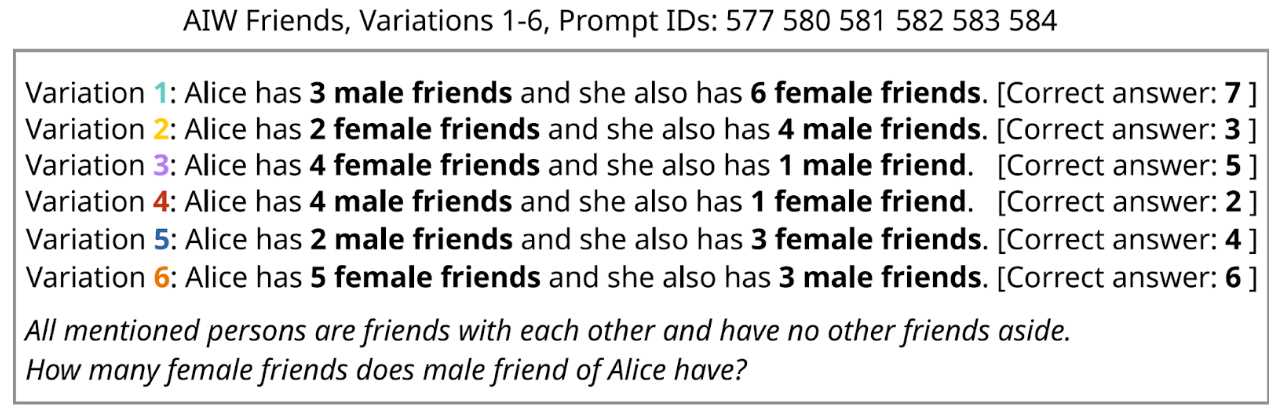 AIW Friends, Variations 1-6, Prompt IDs: 577 580 581 582 583 584
Variation 1: Alice has 3 male friends and she also has 6 female friends. [Correct answer: 7 ]
Variation 2: Alice has 2 female friends and she also has 4 male friends. [Correct answer: 3 ]
Variation 3: Alice has 4 female friends and she also has 1 male friend. [Correct answer: 5 ]
Variation 4: Alice has 4 male friends and she also has 1 female friend. [Correct answer: 2 ]
Variation 5: Alice has 2 male friends and she also has 3 female friends. [Correct answer: 4 ]
Variation 6: Alice has 5 female friends and she also has 3 male friends. [Correct answer: 6 ]
All mentioned persons are friends with each other and have no other friends aside.
How many female friends does male friend of Alice have?